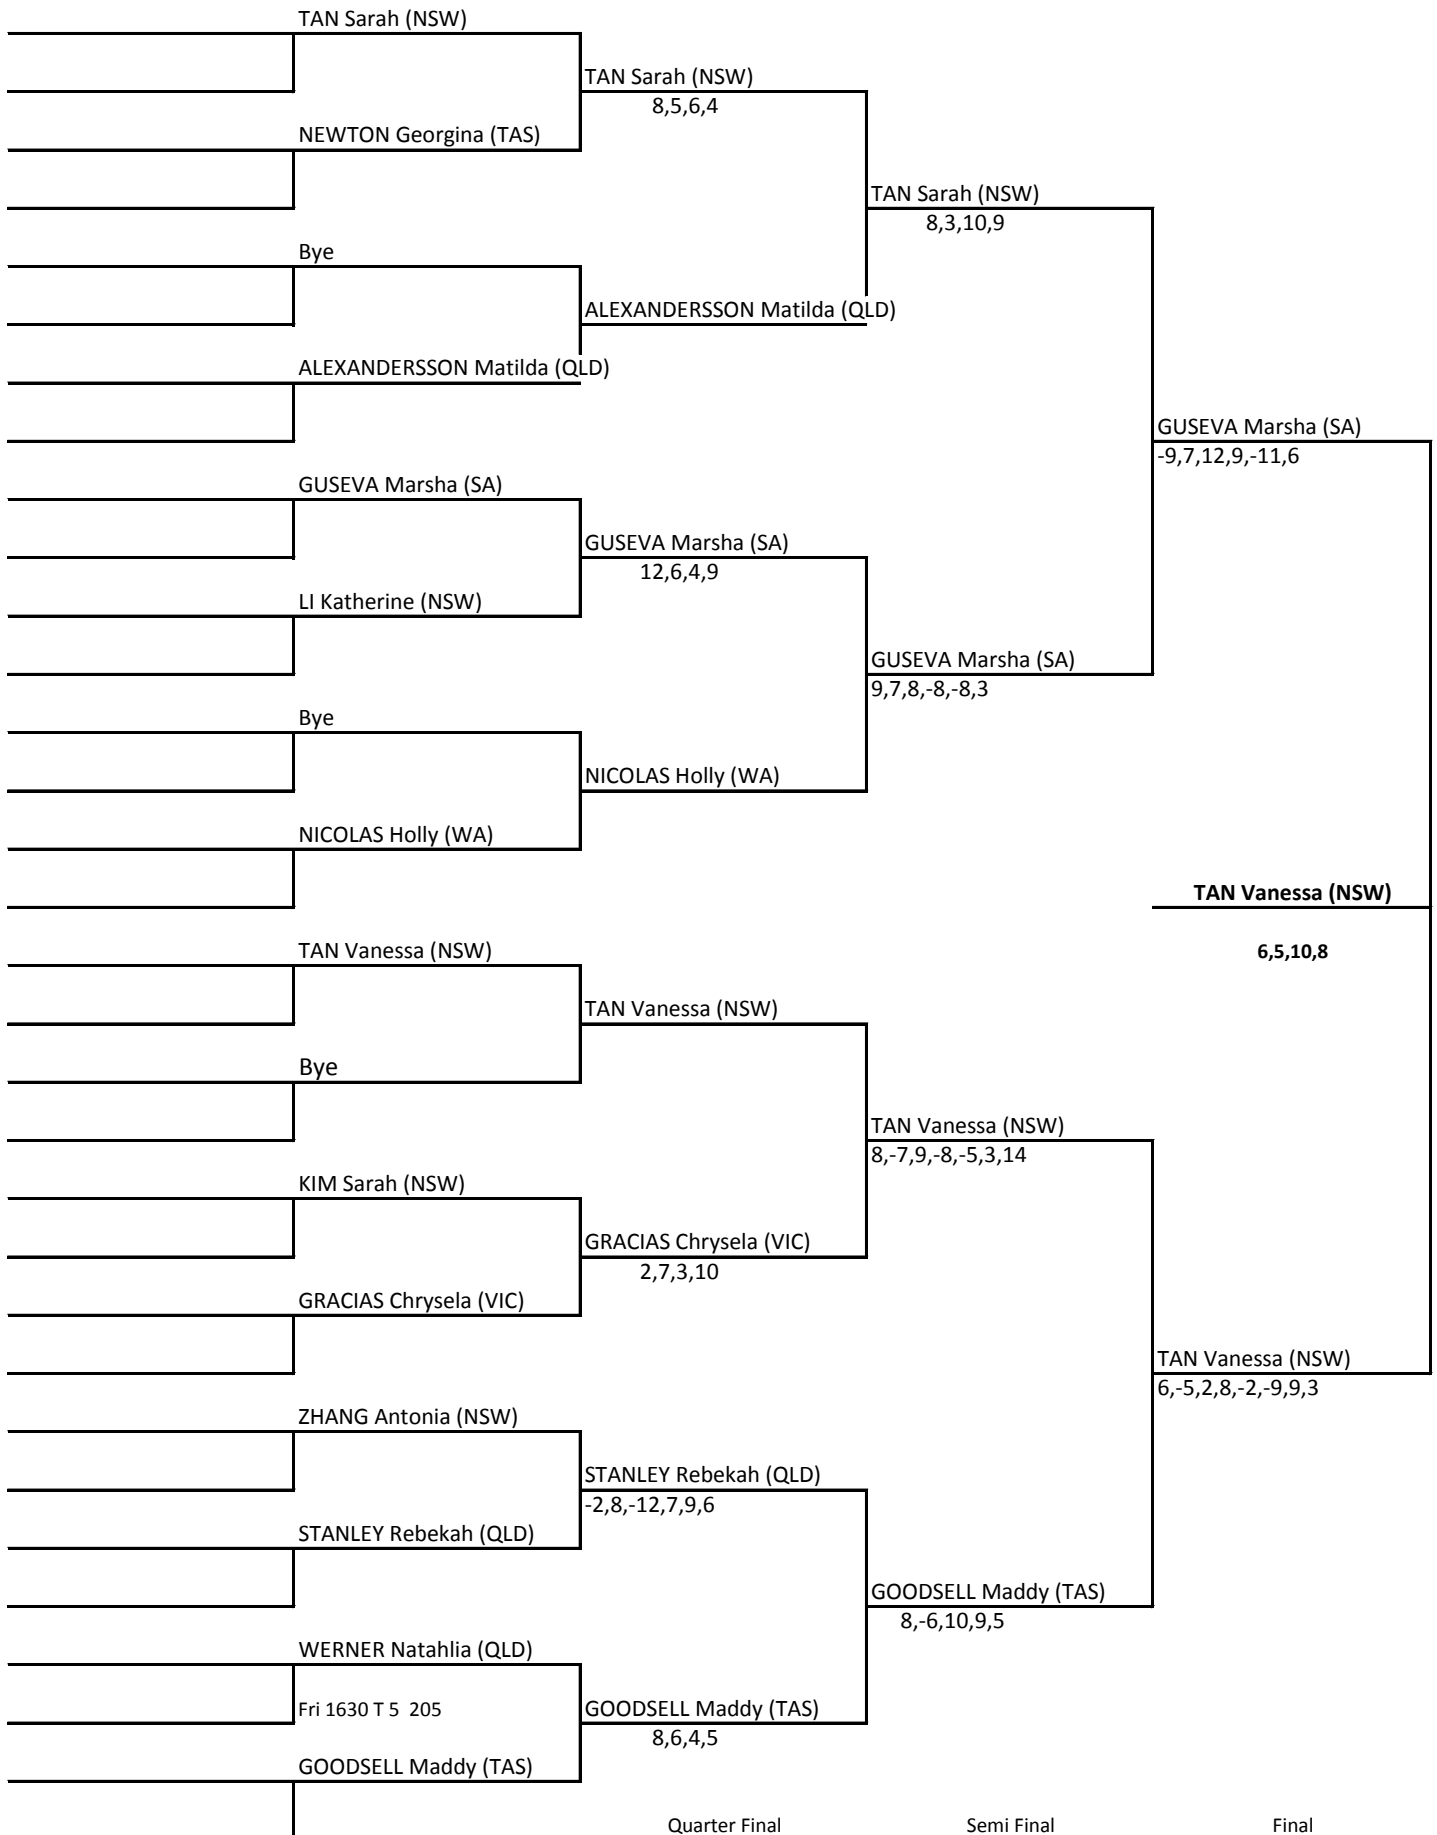 TAN Sarah (NSW)
TAN Sarah (NSW)
8,5,6,4
NEWTON Georgina (TAS)
TAN Sarah (NSW)
8,3,10,9
Bye
ALEXANDERSSON Matilda (QLD)
ALEXANDERSSON Matilda (QLD)
GUSEVA Marsha (SA)
-9,7,12,9,-11,6
GUSEVA Marsha (SA)
GUSEVA Marsha (SA)
12,6,4,9
LI Katherine (NSW)
GUSEVA Marsha (SA)
9,7,8,-8,-8,3
Bye
NICOLAS Holly (WA)
NICOLAS Holly (WA)
TAN Vanessa (NSW)
6,5,10,8
TAN Vanessa (NSW)
TAN Vanessa (NSW)
Bye
TAN Vanessa (NSW)
8,-7,9,-8,-5,3,14
KIM Sarah (NSW)
GRACIAS Chrysela (VIC)
2,7,3,10
GRACIAS Chrysela (VIC)
TAN Vanessa (NSW)
6,-5,2,8,-2,-9,9,3
ZHANG Antonia (NSW)
STANLEY Rebekah (QLD)
-2,8,-12,7,9,6
STANLEY Rebekah (QLD)
GOODSELL Maddy (TAS)
8,-6,10,9,5
WERNER Natahlia (QLD)
Fri 1630 T 5 205
GOODSELL Maddy (TAS)
8,6,4,5
GOODSELL Maddy (TAS)
Quarter Final
Semi Final
Final